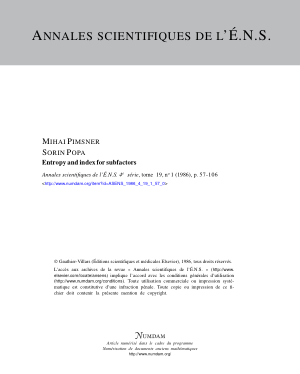 ANNALES SCIENTIFIQUES DE L'É.N.S.
MIHAI PIMSNER
SORIN POPA
Entropy and index for subfactors
Annales scientifiques de l'É.N.S. 4e série, tome 19, no 1 (1986), p. 57-106
<http://www.numdam.org/item?id=ASENS_1986_4_19_1_57_0>
© Gauthier-Villars (Éditions scientifiques et médicales Elsevier), 1986, tous droits réservés.
L'accès aux archives de la revue « Annales scientifiques de l'É.N.S. » (http://www.
elsevier.com/locate/ansens) implique l'accord avec les conditions générales d'utilisation
(http://www.numdam.org/conditions). Toute utilisation commerciale ou impression systé-
matique est constitutive d'une infraction pénale. Toute copie ou impression de ce fi-
chier doit contenir la présente mention de copyright.
NUMDAM
Article numérisé dans le cadre du programme
Numérisation de documents anciens mathématiques
http://www.numdam.org/